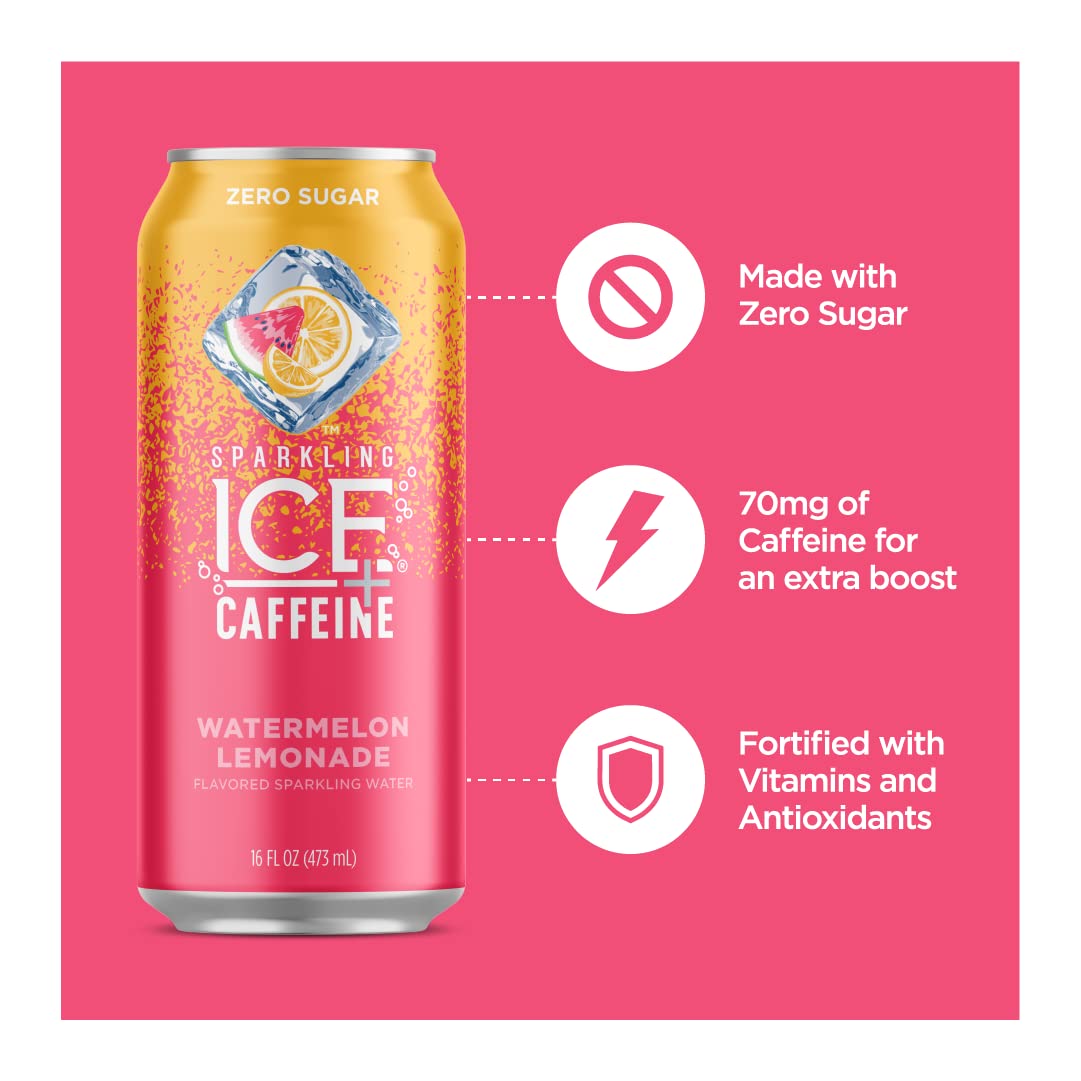 ZERO SUGAR
TM
SPARKLING
ICE
®
+
CAFFEINE
WATERMELON
LEMONADE
FLAVORED SPARKLING WATER
16 FL OZ (473 mL)
Made with
Zero Sugar
70mg of
Caffeine for
an extra boost
Fortified with
Vitamins and
Antioxidants